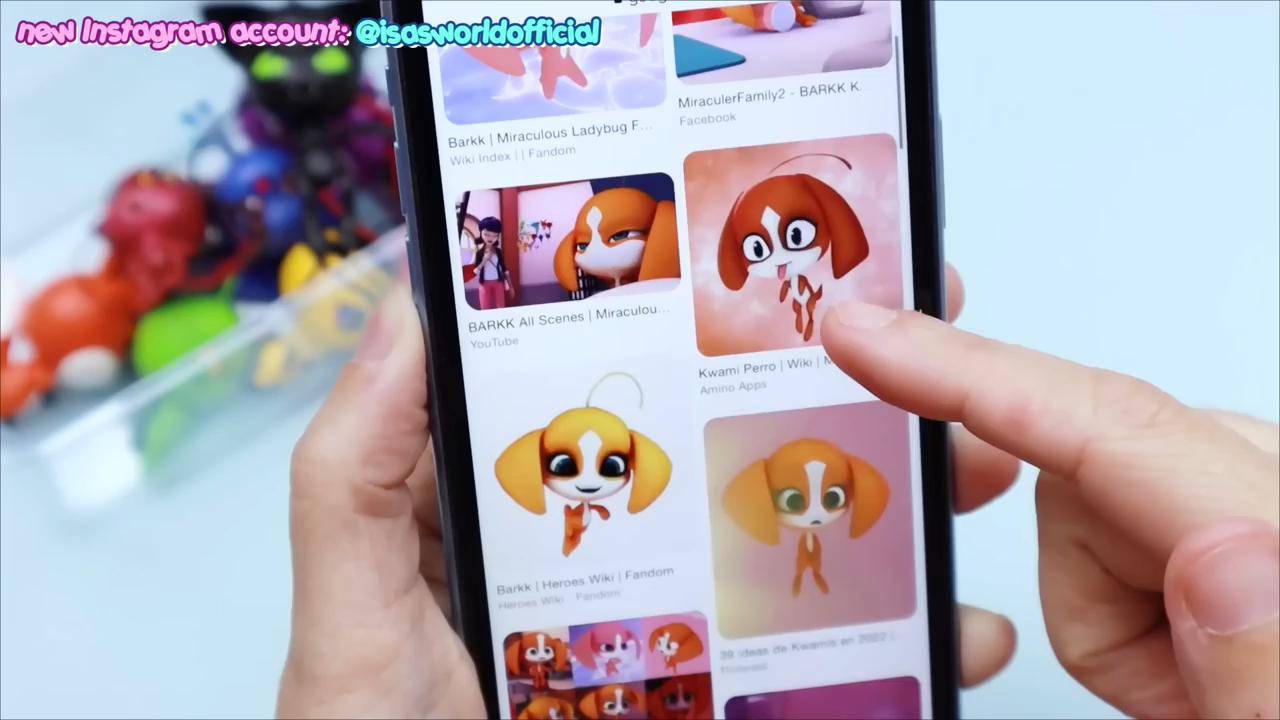 new Instagram account: @isasworldofficial
Barkk | Miraculous Ladybug F...
Wiki Index | | Fandom
MiraculerFamily2 - BARKK K...
Facebook
BARKK All Scenes | Miraculou...
YouTube
Kwami Perro | Wiki |
Amino Apps
Barkk | Heroes Wiki | Fandom
Heroes Wiki Fandom
39 ideas de Kwamis en 2022
Pinterest